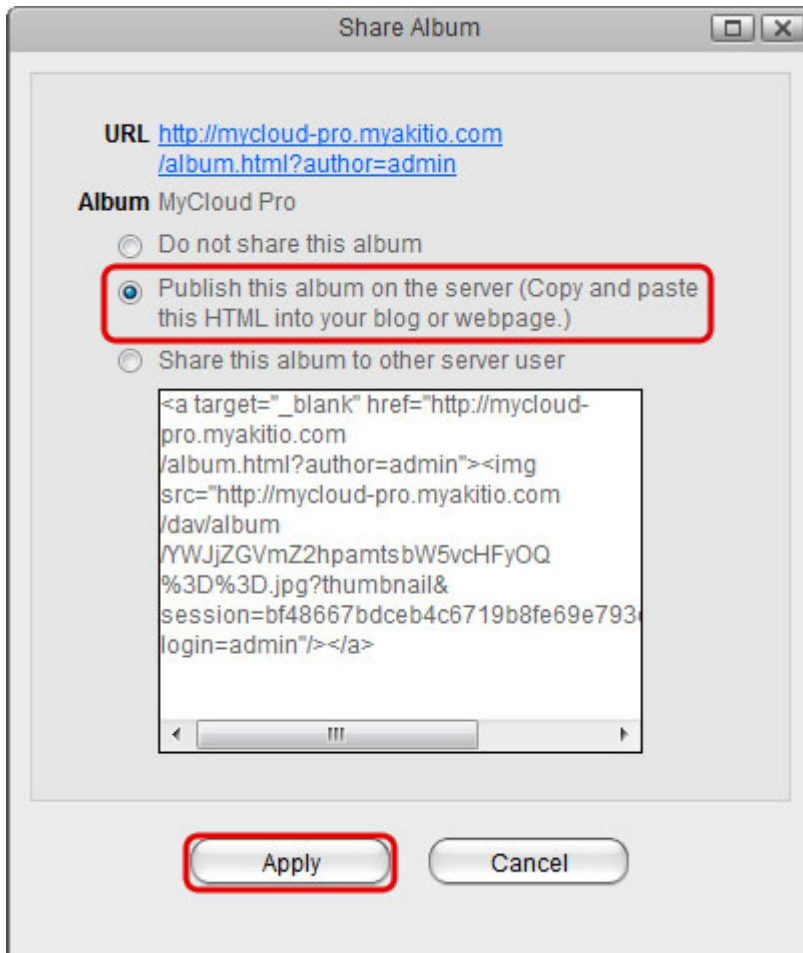 Share Album
URL http://mycloud-pro.myakitio.com
/album.html?author=admin
Album MyCloud Pro
Do not share this album
Publish this album on the server (Copy and paste
this HTML into your blog or webpage.)
Share this album to other server user
<a target="_blank" href="http://mycloud-
pro.myakitio.com
/album.html?author=admin"><img
src="http://mycloud-pro.myakitio.com
/dav/album
/YWJjZGVmZ2hpamtsbW5vcHFyOQ
%3D%3D.jpg?thumbnail&
session=bf48667bdceb4c6719b8fe69e793
login=admin"/></a>
Apply Cancel